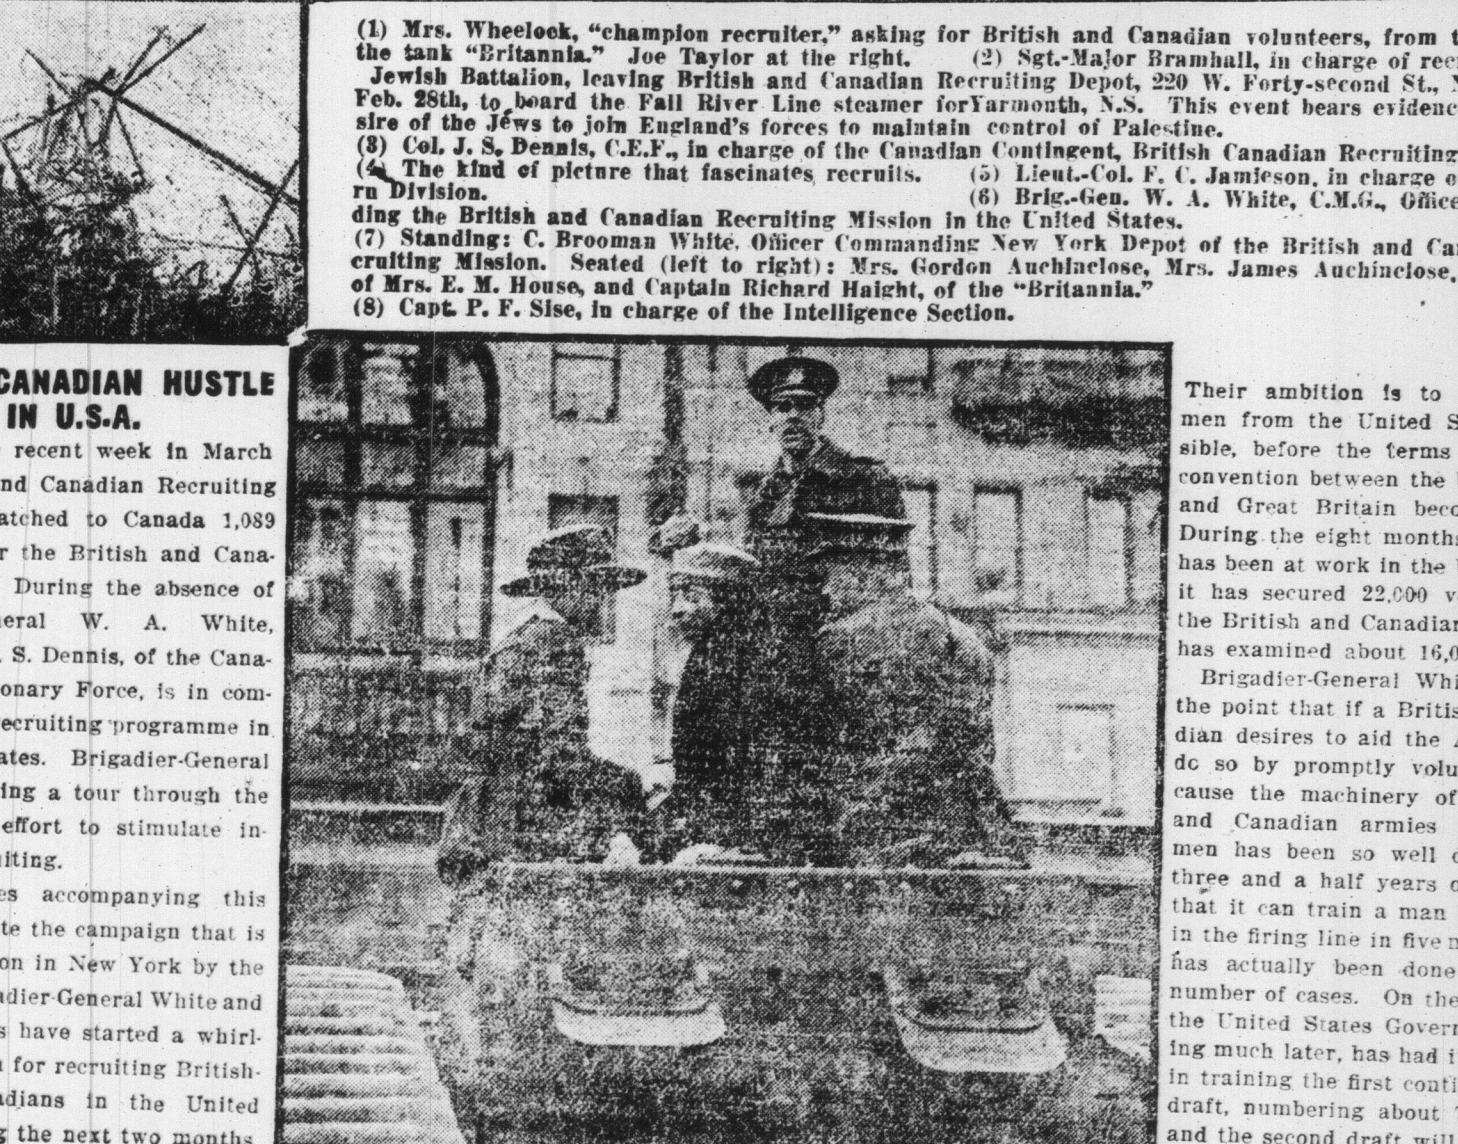 (1) Mrs. Wheelock, "champion recruiter," asking for British and Canadian volunteers, from t
the tank "Britannia." Joe Taylor at the right. (2) Sgt.-Major Bramhall, in charge of rec
Jewish Battalion, leaving British and Canadian Recruiting Depot, 220 W. Forty-second St.,
Feb. 28th, to board the Fall River Line steamer forYarmouth, N.S. This event bears evidenc
sire of the Jews to join England's forces to maintain control of Palestine.
(3) Col. J. S. Dennis, C.E.F., in charge of the Canadian Contingent, British Canadian Recruiting
(4 The kind of picture that fascinates recruits. (5) Lieut.-Col. F. C. Jamieson, in charge o
rn Division. (6) Brig.-Gen. W. A. White, C.M.G., Office
ding the British and Canadian Recruiting Mission in the United States.
(7) Standing: C. Brooman White, Officer Commanding New York Depot of the British and Ca
cruiting Mission. Seated (left to right): Mrs. Gordon Auchinclose, Mrs. James Auchinclose,
of Mrs. E. M. House, and Captain Richard Haight, of the "Britannia."
(8) Capt. P. F. Sise, in charge of the Intelligence Section.
CANADIAN HUSTLE
IN U.S.A.
recent week in March
nd Canadian Recruiting
atched to Canada 1,089
r the British and Cana-
During the absence of
neral W. A. White,
. S. Dennis, of the Cana-
onary Force, is in com-
recruiting programme in
ates. Brigadier-General
ing a tour through the
effort to stimulate in-
iting.
es accompanying this
te the campaign that is
on in New York by the
adier-General White and
s have started a whirl-
n for recruiting British-
adians in the United
g the next two months
Their ambition is to
men from the United S
sible, before the terms
convention between the
and Great Britain beco
During the eight months
has been at work in the
it has secured 22,000 v
the British and Canadian
has examined about 16,0
Brigadier-General Whi
the point that if a Britis
dian desires to aid the A
do so by promptly volu
cause the machinery of
and Canadian armies
men has been so well
three and a half years o
that it can train a man
in the firing line in five m
has actually been done
number of cases. On the
the United States Govern
ing much later, has had i
in training the first conti
draft, numbering about
and the second draft will